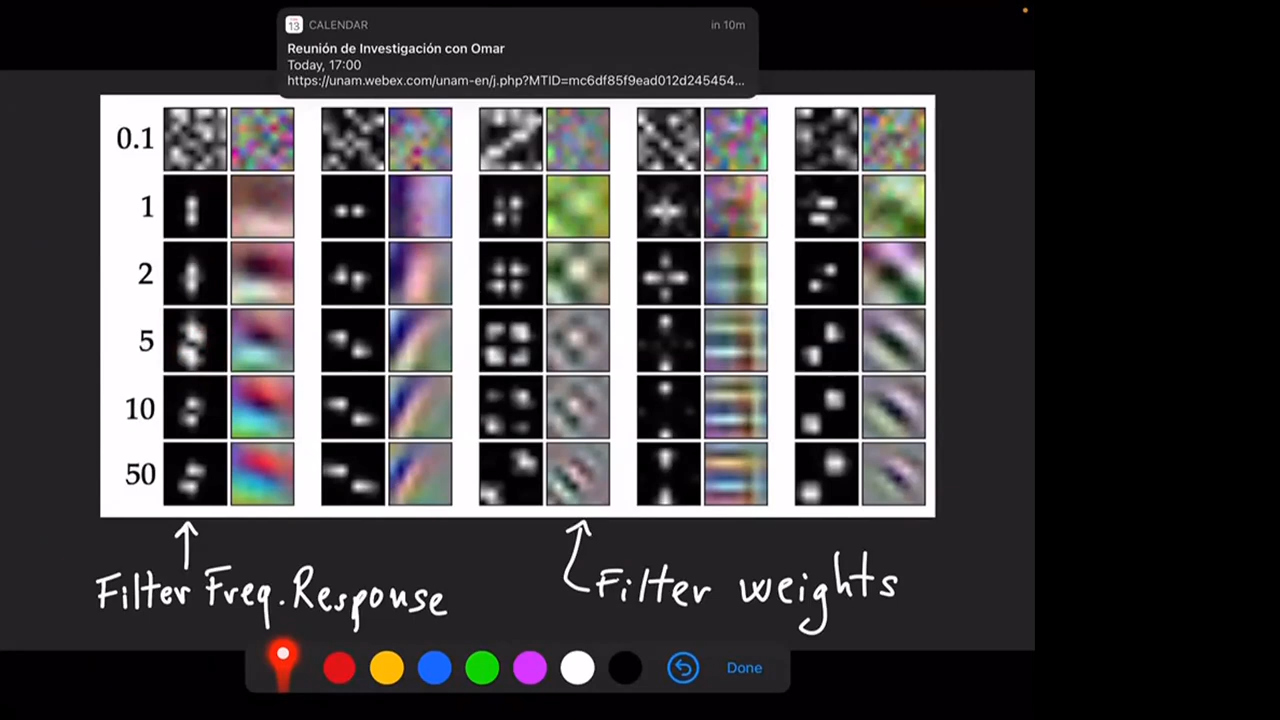 13 CALENDAR in 10m
Reunión de Investigación con Omar
Today, 17:00
https://unam.webex.com/unam-en/j.php?MTID=mc6df85f9ead012d245454...
0.1
1
2
5
10
50
Filter Freq. Response
Filter weights
Done